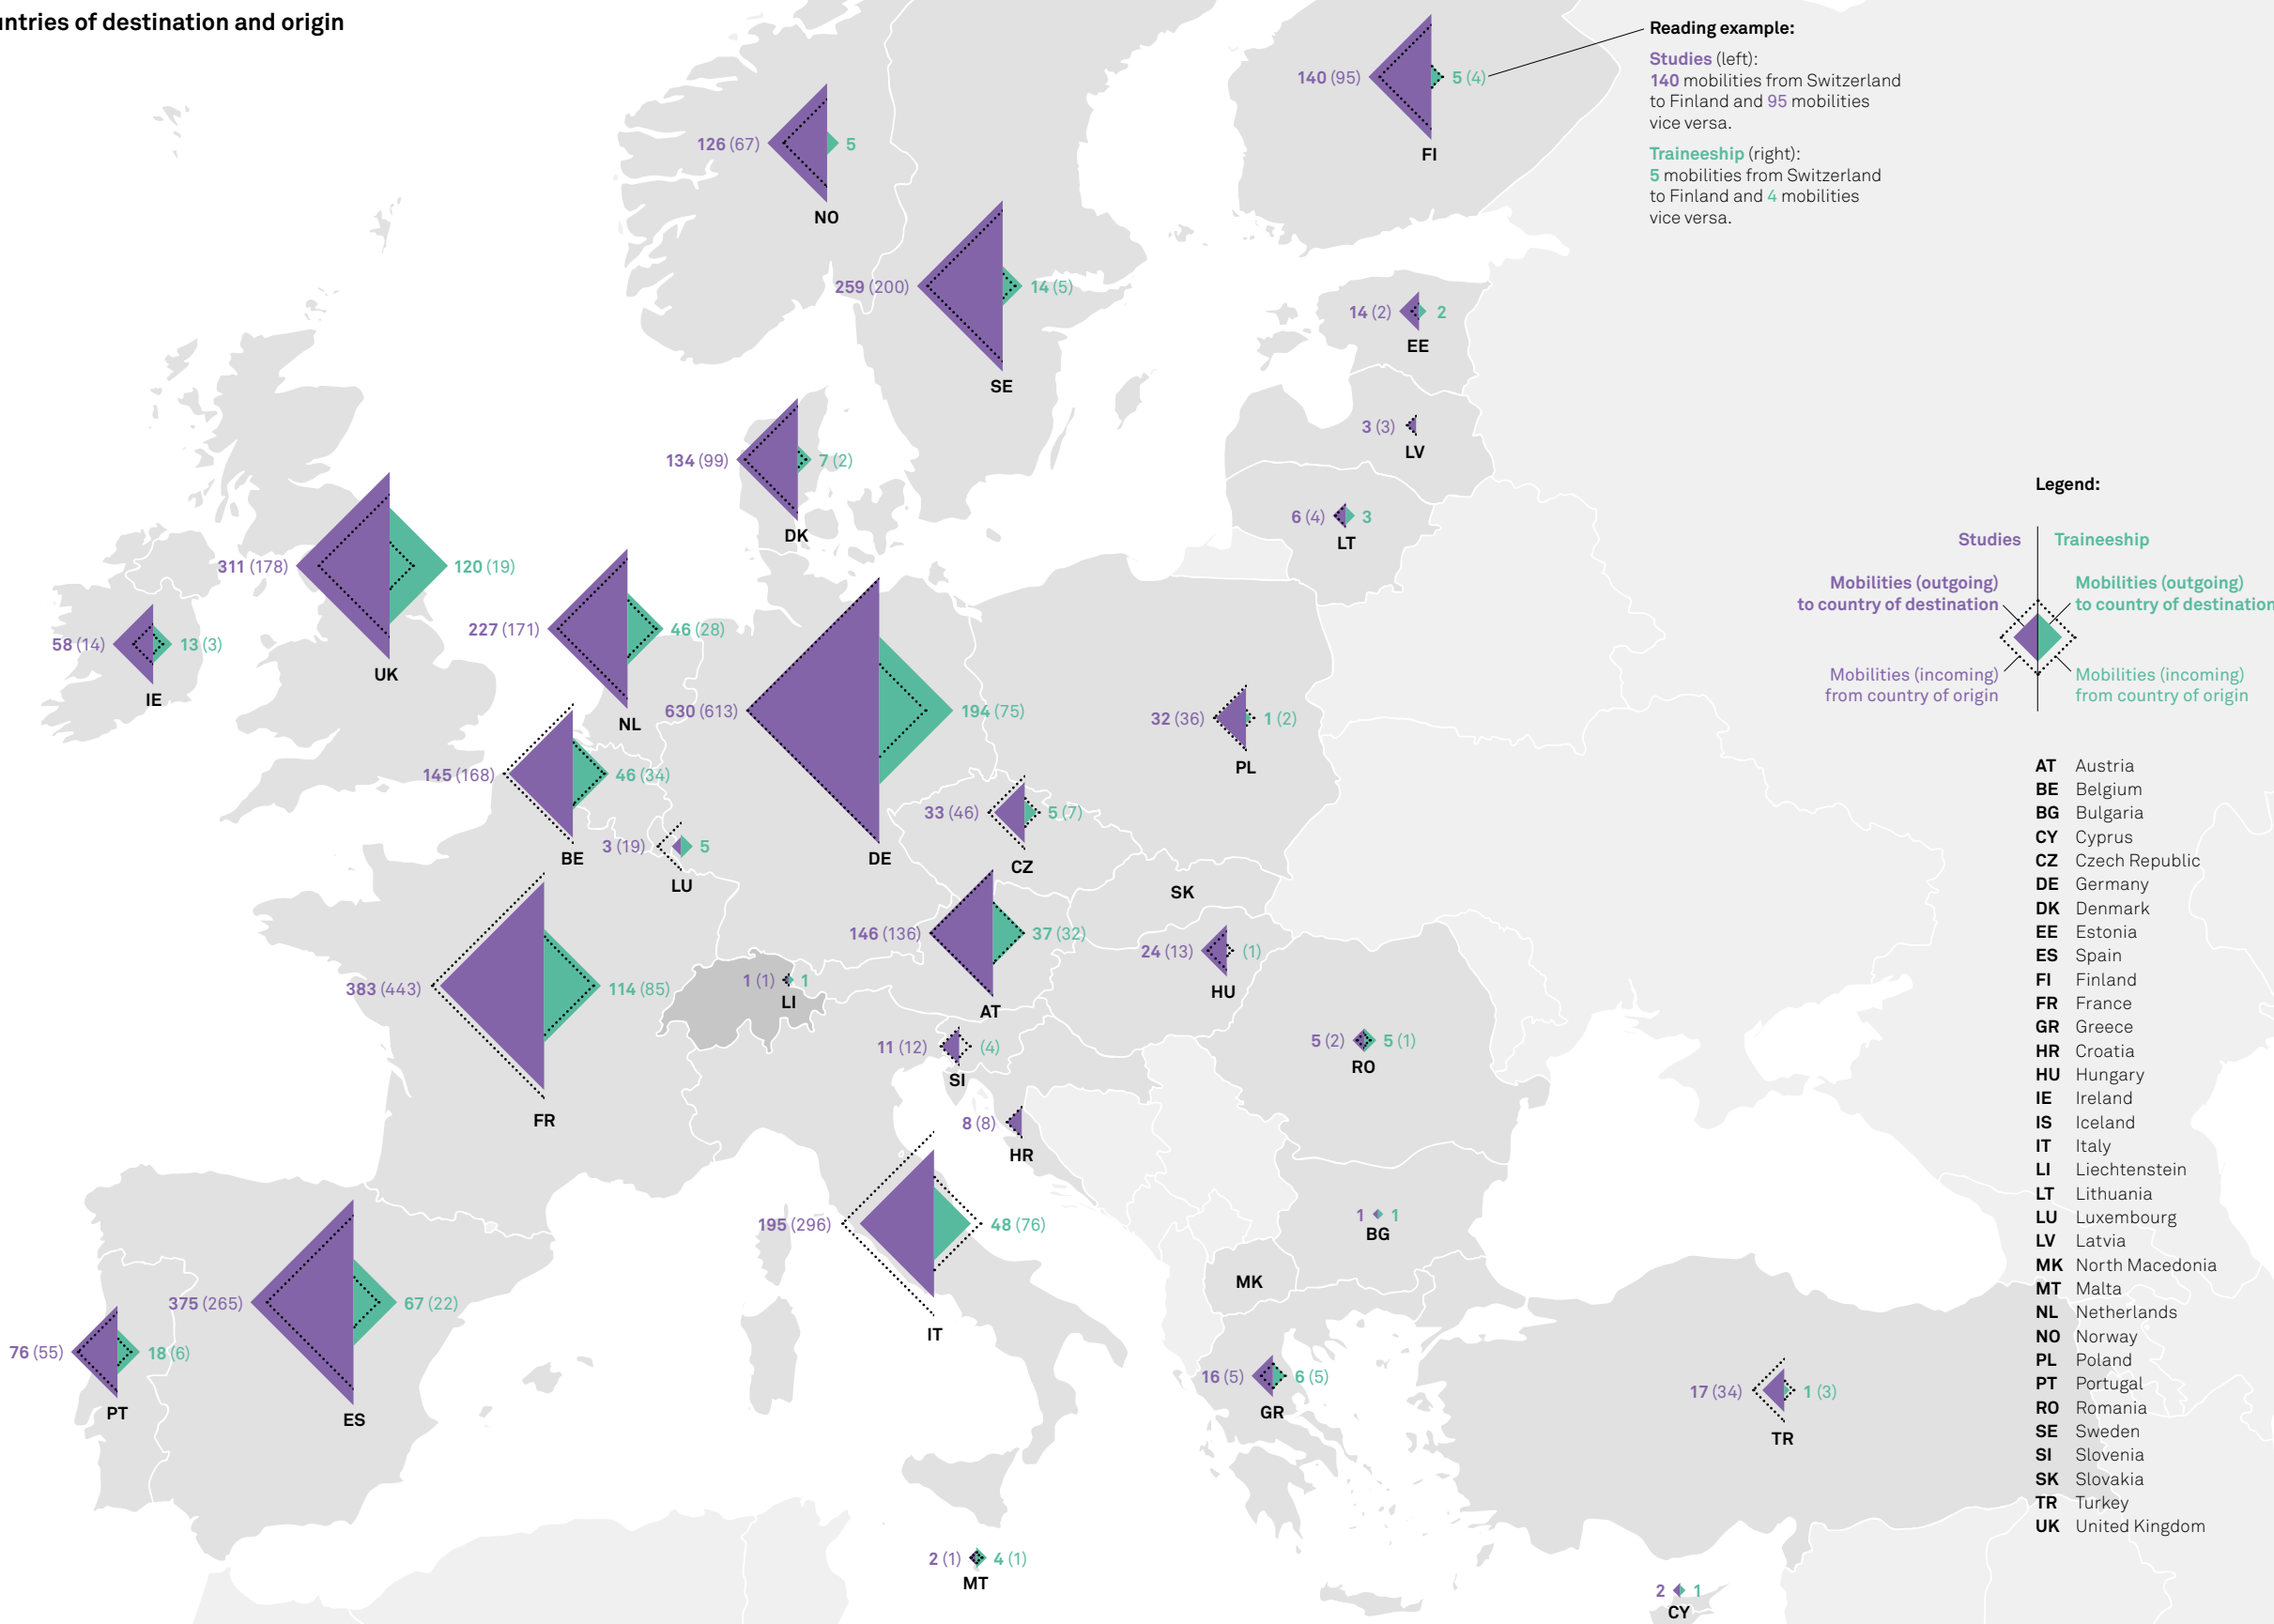 untries of destination and origin
Reading example:
Studies (left):
140 mobilities from Switzerland
to Finland and 95 mobilities
vice versa.
Traineeship (right):
5 mobilities from Switzerland
to Finland and 4 mobilities
vice versa.
140 (95) 5 (4)
FI
126 (67) 5
NO
259 (200) 14 (5)
SE
14 (2) 2
EE
3 (3)
LV
134 (99) 7 (2)
DK
6 (4) 3
LT
311 (178) 120 (19)
UK
58 (14) 13 (3)
IE
227 (171) 46 (28)
NL
630 (613) 194 (75)
DE
32 (36) 1 (2)
PL
145 (168) 46 (34)
BE
33 (46) 5 (7)
CZ
3 (19) 5
LU
SK
146 (136) 37 (32)
AT
24 (13) (1)
HU
383 (443) 114 (85)
FR
1 (1) 1
LI
11 (12) (4)
SI
5 (2) 5 (1)
RO
8 (8)
HR
195 (296) 48 (76)
IT
1 1
BG
MK
375 (265) 67 (22)
ES
76 (55) 18 (6)
PT
16 (5) 6 (5)
GR
17 (34) 1 (3)
TR
2 (1) 4 (1)
MT
2 1
CY
Legend:
Studies Traineeship
Mobilities (outgoing)
to country of destination
Mobilities (outgoing)
to country of destination
Mobilities (incoming)
from country of origin
Mobilities (incoming)
from country of origin
AT Austria
BE Belgium
BG Bulgaria
CY Cyprus
CZ Czech Republic
DE Germany
DK Denmark
EE Estonia
ES Spain
FI Finland
FR France
GR Greece
HR Croatia
HU Hungary
IE Ireland
IS Iceland
IT Italy
LI Liechtenstein
LT Lithuania
LU Luxembourg
LV Latvia
MK North Macedonia
MT Malta
NL Netherlands
NO Norway
PL Poland
PT Portugal
RO Romania
SE Sweden
SI Slovenia
SK Slovakia
TR Turkey
UK United Kingdom